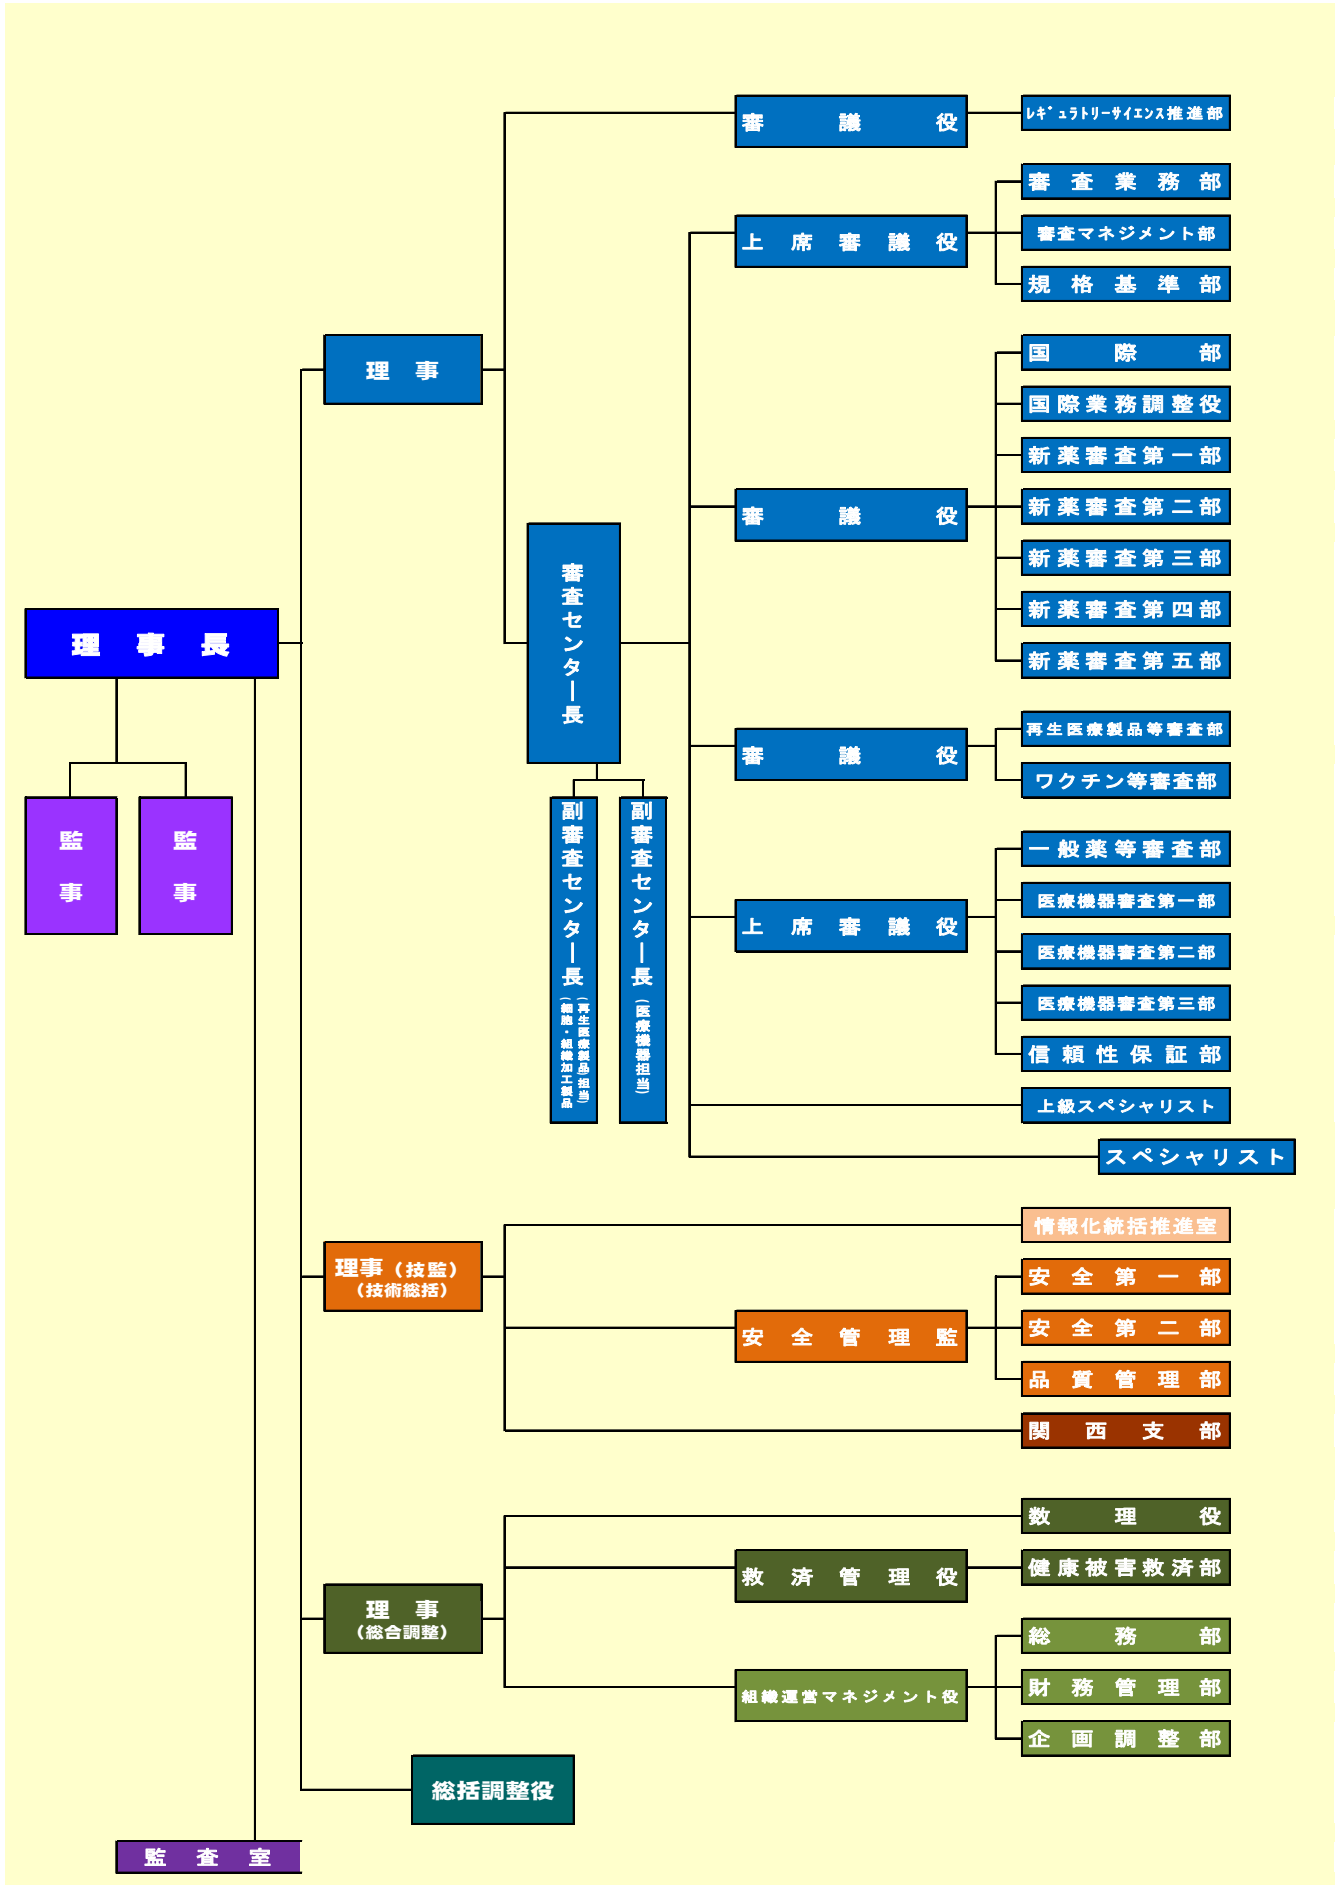 審議役
レギュラトリーサイエンス推進部
審査業務部
上席審議役
審査マネジメント部
規格基準部
理事
国際部
国際業務調整役
新薬審査第一部
審議役
新薬審査第二部
新薬審査第三部
新薬審査第四部
新薬審査第五部
審査センター長
理事長
再生医療製品等審査部
審議役
ワクチン等審査部
監事
監事
副審査センター長
(再生医療製品)担当)
(細胞・組織加工製品
副審査センター長(医療機器担当)
一般薬等審査部
医療機器審査第一部
上席審議役
医療機器審査第二部
医療機器審査第三部
信頼性保証部
上級スペシャリスト
スペシャリスト
情報化統括推進室
理事(技監)
(技術総括)
安全第一部
安全管理監
安全第二部
品質管理部
関西支部
数理役
救済管理役
健康被害救済部
理事
(総合調整)
総務部
組織運営マネジメント役
財務管理部
企画調整部
総括調整役
監査室